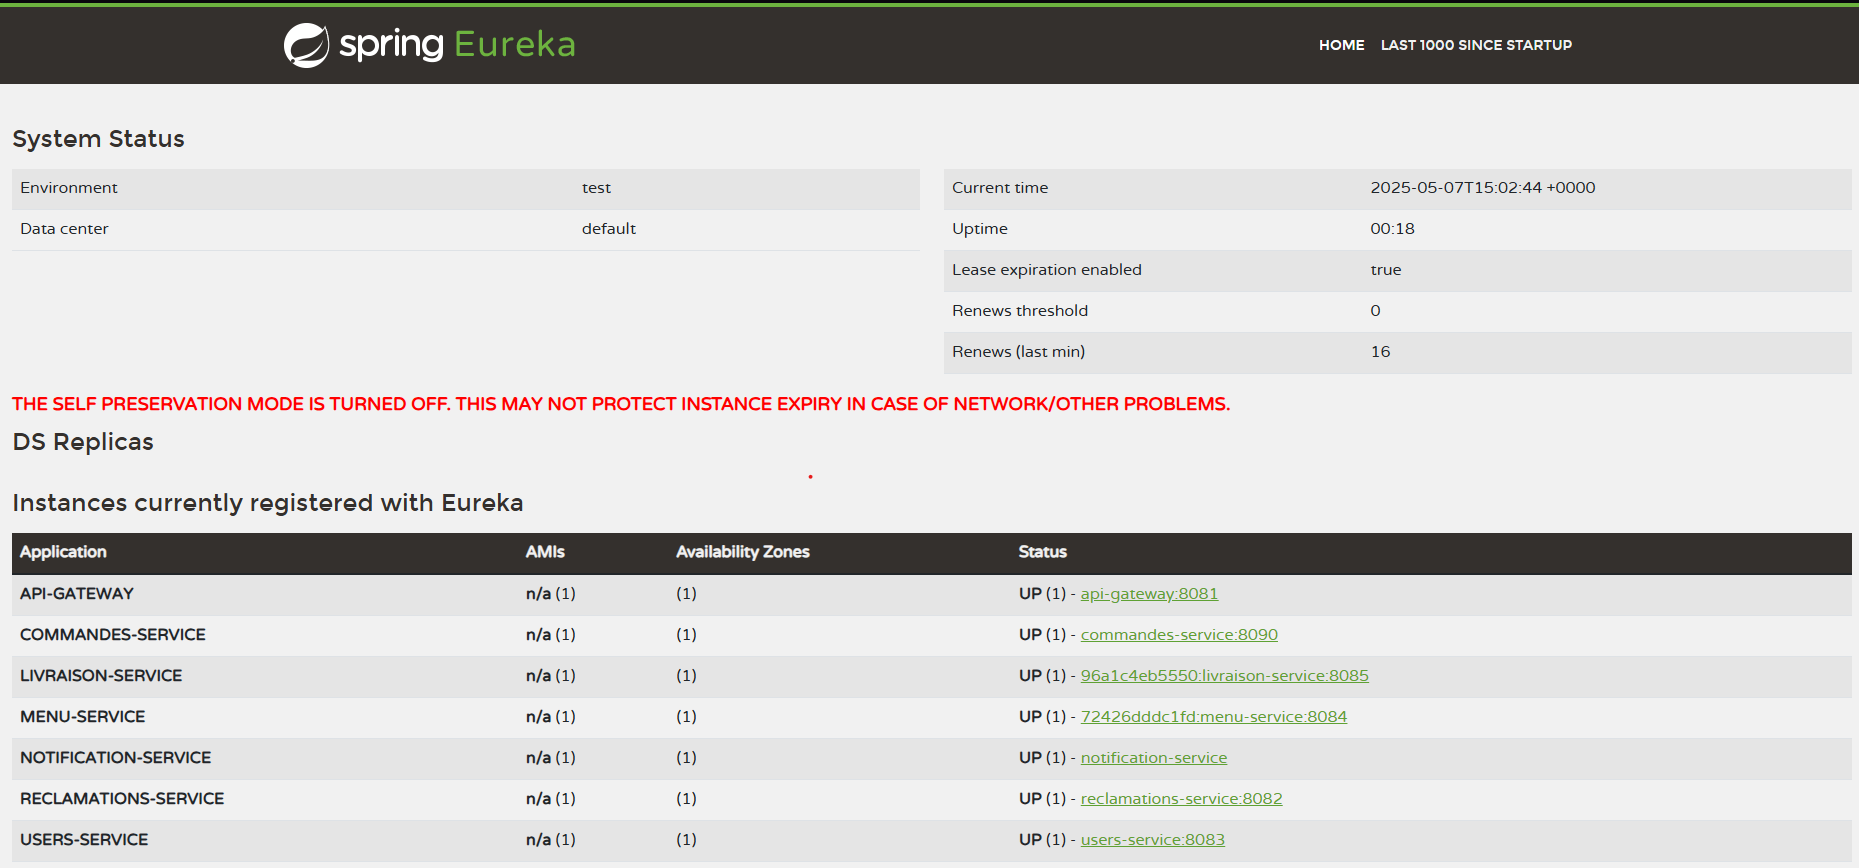 spring Eureka
HOME LAST 1000 SINCE STARTUP
System Status
Environment test
Data center default
Current time 2025-05-07T15:02:44 +0000
Uptime 00:18
Lease expiration enabled true
Renews threshold 0
Renews (last min) 16
THE SELF PRESERVATION MODE IS TURNED OFF. THIS MAY NOT PROTECT INSTANCE EXPIRY IN CASE OF NETWORK/OTHER PROBLEMS.
DS Replicas
Instances currently registered with Eureka
Application AMIs Availability Zones Status
API-GATEWAY n/a (1) (1) UP (1) - api-gateway:8081
COMMANDES-SERVICE n/a (1) (1) UP (1) - commandes-service:8090
LIVRAISON-SERVICE n/a (1) (1) UP (1) - 96a1c4eb5550:livraison-service:8085
MENU-SERVICE n/a (1) (1) UP (1) - 72426dddc1fd:menu-service:8084
NOTIFICATION-SERVICE n/a (1) (1) UP (1) - notification-service
RECLAMATIONS-SERVICE n/a (1) (1) UP (1) - reclamations-service:8082
USERS-SERVICE n/a (1) (1) UP (1) - users-service:8083